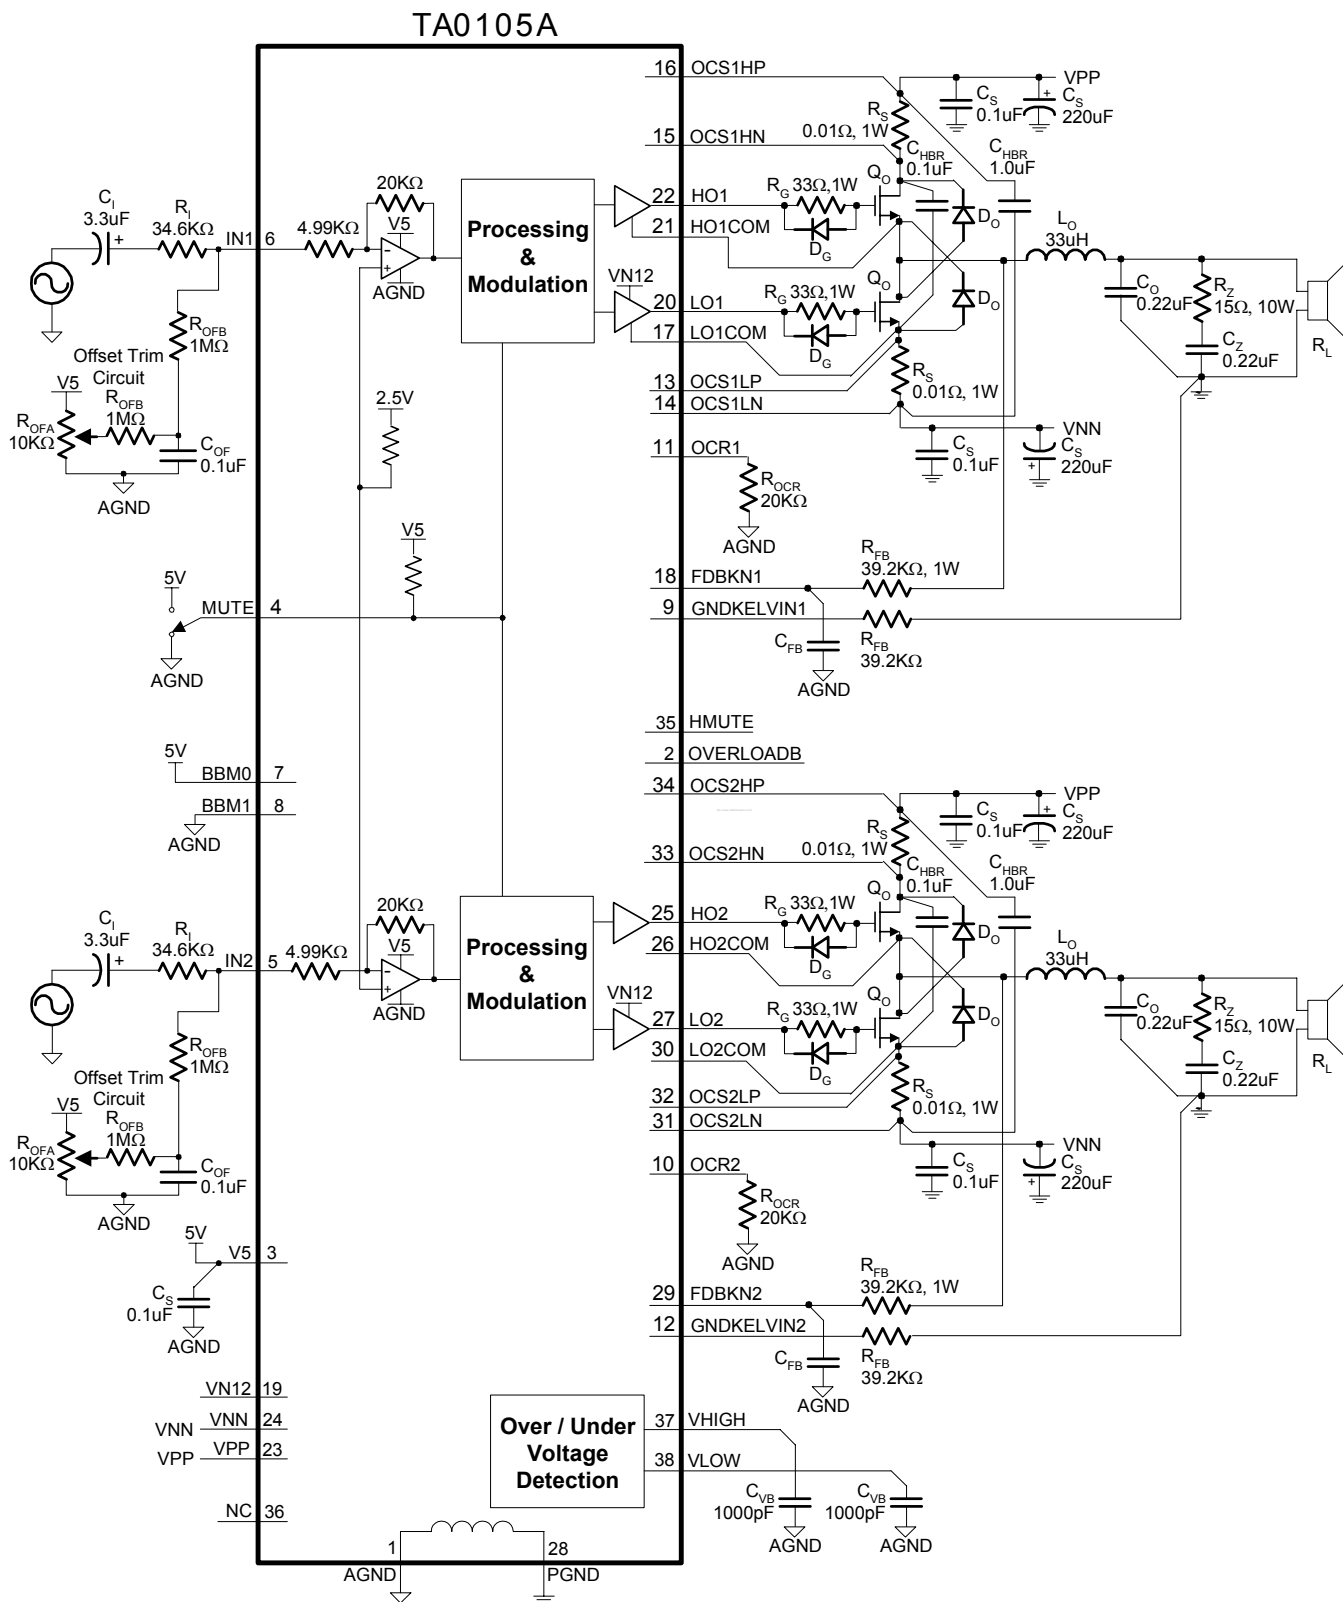 TA0105A
16 OCS1HP
VPP
C_S
0.1uF
C_S
220uF
R_S
0.01Ω, 1W
15 OCS1HN
C_HBR
0.1uF
C_HBR
1.0uF
C_I
3.3uF
R_I
34.6KΩ
IN1 6
4.99KΩ
20KΩ
V5
AGND
Processing
&
Modulation
22 HO1
21 HO1COM
R_G 33Ω,1W
D_G
Q_O
D_O
L_O
33uH
VN12
20 LO1
17 LO1COM
R_G 33Ω,1W
D_G
Q_O
D_O
C_O
0.22uF
R_Z
15Ω, 10W
C_Z
0.22uF
R_L
R_OFB
1MΩ
Offset Trim
Circuit
V5
R_OFB
1MΩ
R_OFA
10KΩ
C_OF
0.1uF
AGND
2.5V
13 OCS1LP
14 OCS1LN
R_S
0.01Ω, 1W
VNN
C_S
0.1uF
C_S
220uF
11 OCR1
R_OCR
20KΩ
AGND
V5
5V
MUTE 4
AGND
18 FDBKN1
R_FB
39.2KΩ, 1W
9 GNDKELVIN1
C_FB
R_FB
39.2KΩ
AGND
35 HMUTE
2 OVERLOADB
5V
BBM0 7
BBM1 8
AGND
34 OCS2HP
VPP
C_S
0.1uF
C_S
220uF
R_S
0.01Ω, 1W
33 OCS2HN
C_HBR
0.1uF
C_HBR
1.0uF
C_I
3.3uF
R_I
34.6KΩ
IN2 5
4.99KΩ
20KΩ
V5
AGND
Processing
&
Modulation
25 HO2
26 HO2COM
R_G 33Ω,1W
D_G
Q_O
D_O
L_O
33uH
VN12
27 LO2
30 LO2COM
R_G 33Ω,1W
D_G
Q_O
D_O
C_O
0.22uF
R_Z
15Ω, 10W
C_Z
0.22uF
R_L
R_OFB
1MΩ
Offset Trim
Circuit
V5
R_OFB
1MΩ
R_OFA
10KΩ
C_OF
0.1uF
AGND
32 OCS2LP
31 OCS2LN
R_S
0.01Ω, 1W
VNN
C_S
0.1uF
C_S
220uF
10 OCR2
R_OCR
20KΩ
AGND
5V
V5 3
C_S
0.1uF
AGND
29 FDBKN2
R_FB
39.2KΩ, 1W
12 GNDKELVIN2
C_FB
R_FB
39.2KΩ
AGND
VN12 19
VNN VNN 24
VPP VPP 23
NC 36
Over / Under
Voltage
Detection
37 VHIGH
38 VLOW
C_VB
1000pF
AGND
C_VB
1000pF
AGND
1
AGND
28
PGND